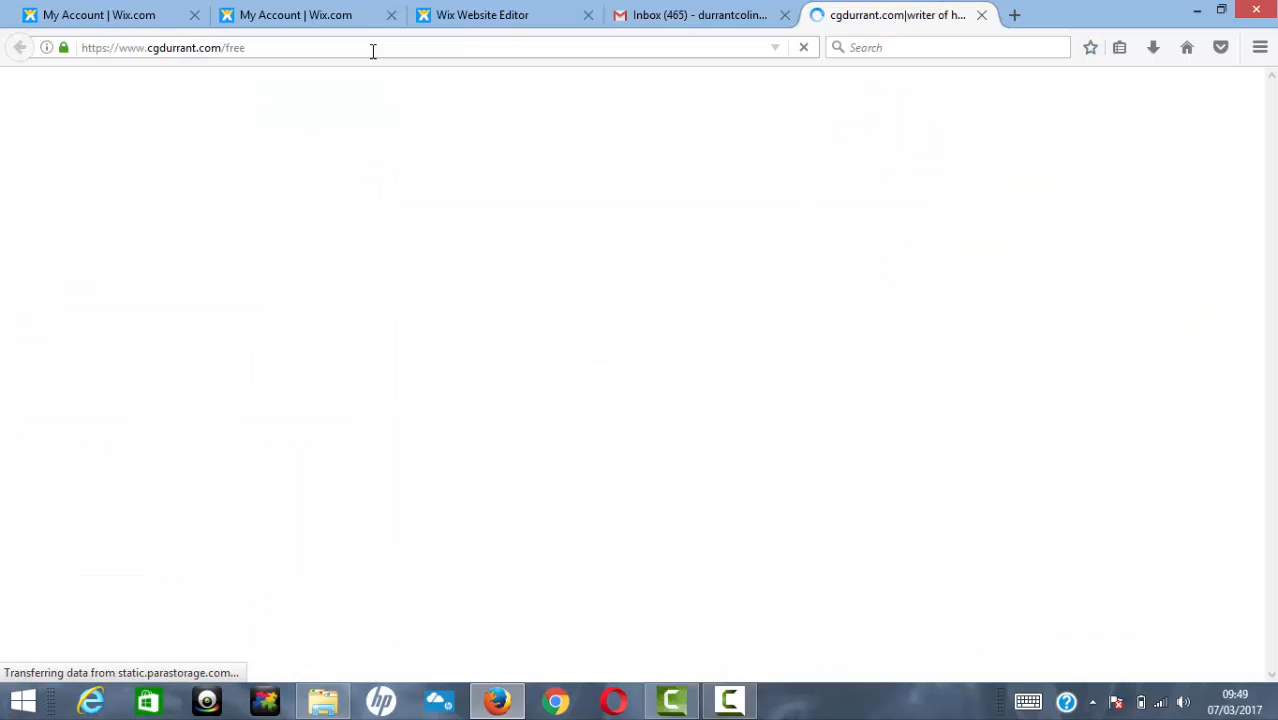 My Account | Wix.com
My Account | Wix.com
Wix Website Editor
Inbox (465) - durrantcolin...
cgdurrant.com|writer of h...
https://www.cgdurrant.com/free
Search
Transferring data from static.parastorage.com...
09:49
07/03/2017